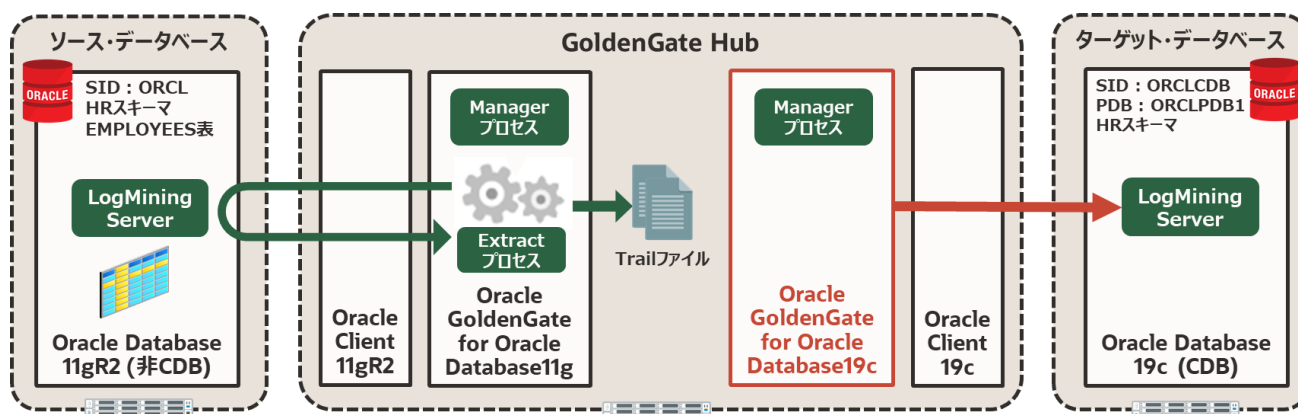 ソース・データベース
ORACLE
SID：ORCL
HRスキーマ
EMPLOYEES表
LogMining
Server
Oracle Database
11gR2 (非CDB)
GoldenGate Hub
Oracle
Client
11gR2
Manager
プロセス
Extract
プロセス
Oracle
GoldenGate
for Oracle
Database11g
Trailファイル
Manager
プロセス
Oracle
GoldenGate
for Oracle
Database19c
Oracle
Client
19c
ターゲット・データベース
SID：ORCLCDB
PDB：ORCLPDB1
HRスキーマ
ORACLE
LogMining
Server
Oracle Database
19c (CDB)